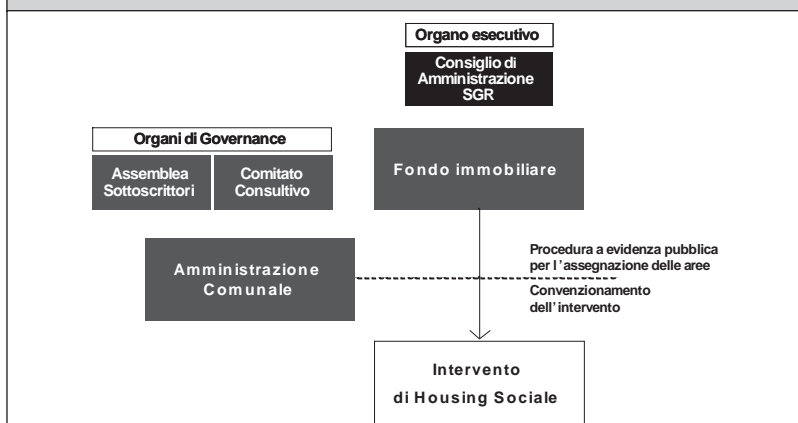 Organo esecutivo
Consiglio di
Amministrazione
SGR
Organi di Governance
Assemblea
Sottoscrittori
Comitato
Consultivo
Fondo immobiliare
Amministrazione
Comunale
Procedura a evidenza pubblica
per l'assegnazione delle aree
Convenzionamento
dell'intervento
Intervento
di Housing Sociale